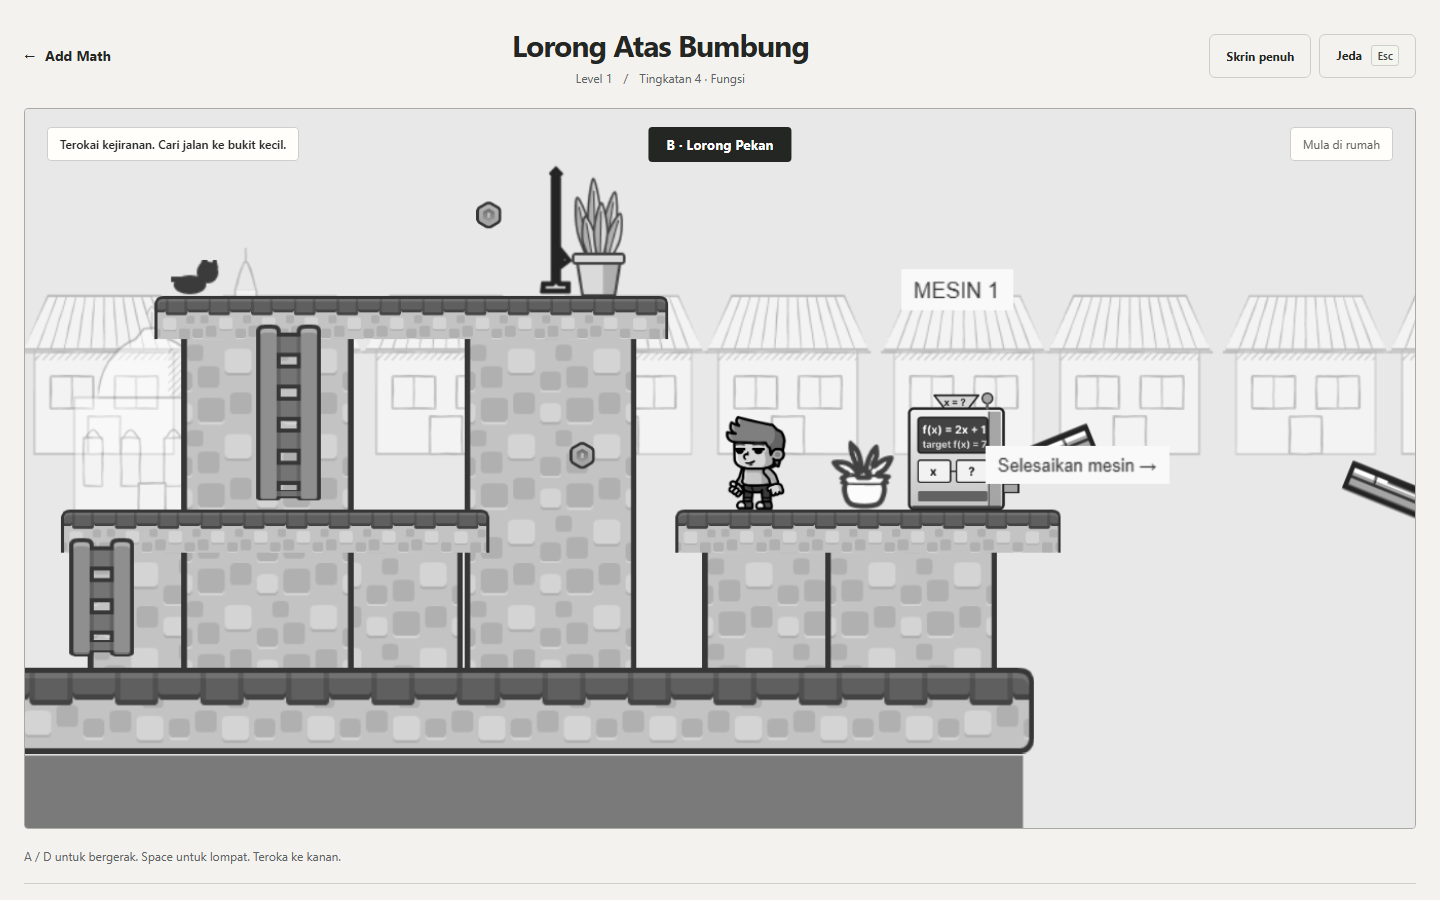 ← Add Math
Lorong Atas Bumbung
Level 1 / Tingkatan 4 · Fungsi
Skrin penuh
Jeda Esc
Terokai kejiranan. Cari jalan ke bukit kecil.
B · Lorong Pekan
Mula di rumah
MESIN 1
x = ?
f(x) = 2x + 1
target f(x) = 7
x
?
Selesaikan mesin →
A / D untuk bergerak. Space untuk lompat. Teroka ke kanan.